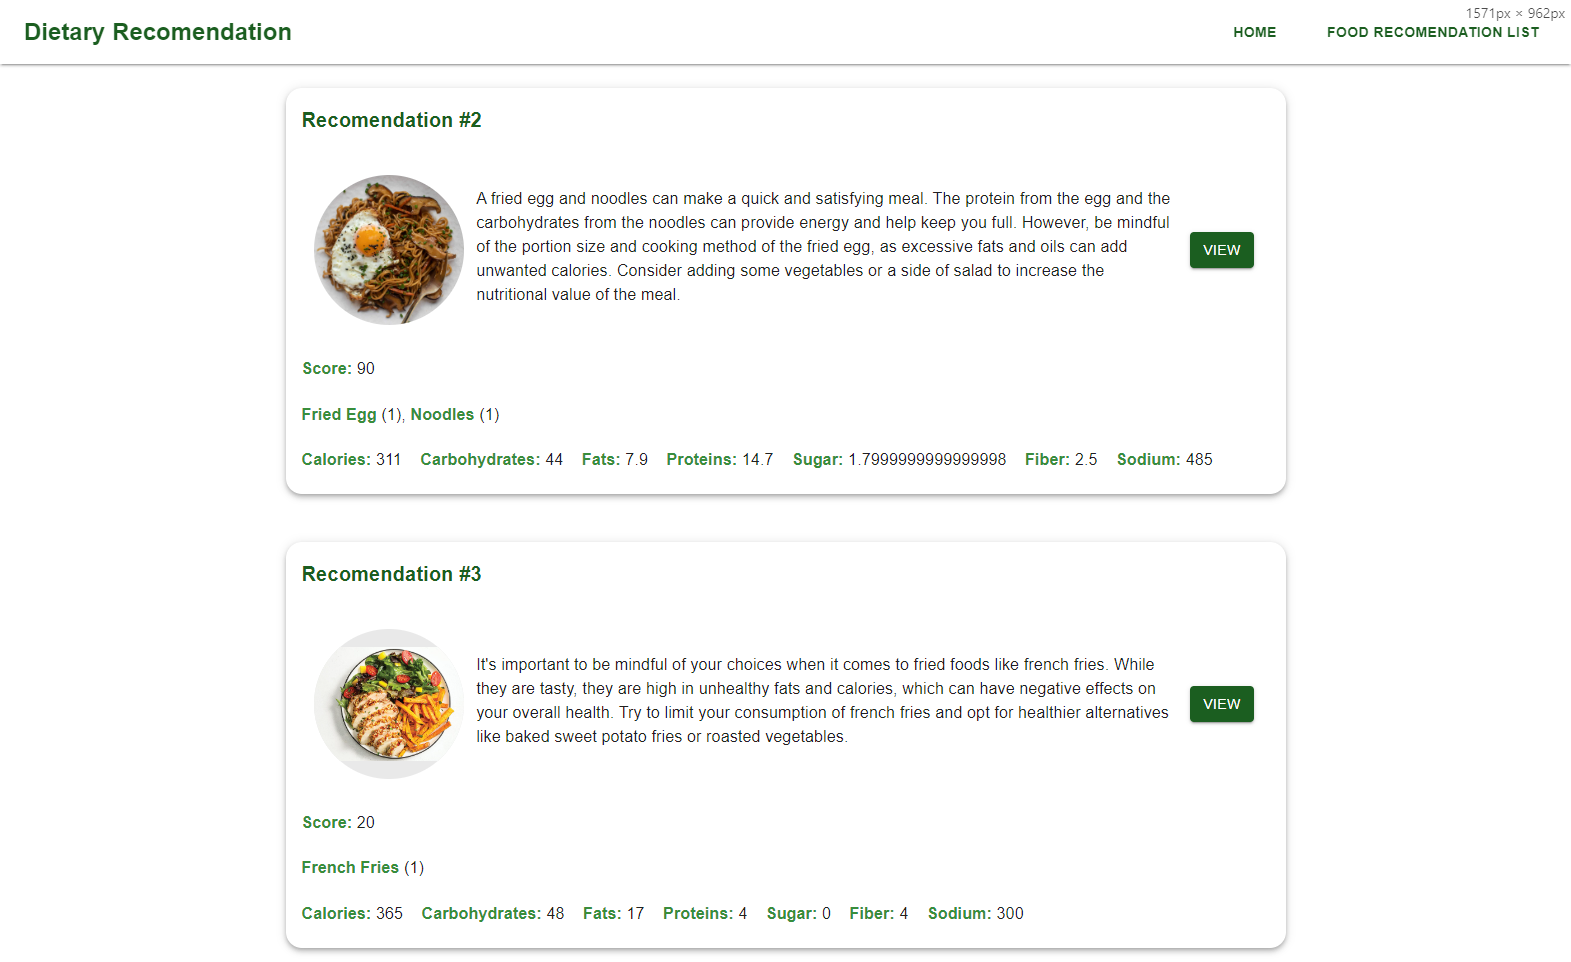 1571px × 962px
Dietary Recomendation
HOME
FOOD RECOMENDATION LIST
Recomendation #2
A fried egg and noodles can make a quick and satisfying meal. The protein from the egg and the
carbohydrates from the noodles can provide energy and help keep you full. However, be mindful
of the portion size and cooking method of the fried egg, as excessive fats and oils can add
unwanted calories. Consider adding some vegetables or a side of salad to increase the
nutritional value of the meal.
VIEW
Score: 90
Fried Egg (1), Noodles (1)
Calories: 311 Carbohydrates: 44 Fats: 7.9 Proteins: 14.7 Sugar: 1.7999999999999998 Fiber: 2.5 Sodium: 485
Recomendation #3
It's important to be mindful of your choices when it comes to fried foods like french fries. While
they are tasty, they are high in unhealthy fats and calories, which can have negative effects on
your overall health. Try to limit your consumption of french fries and opt for healthier alternatives
like baked sweet potato fries or roasted vegetables.
VIEW
Score: 20
French Fries (1)
Calories: 365 Carbohydrates: 48 Fats: 17 Proteins: 4 Sugar: 0 Fiber: 4 Sodium: 300